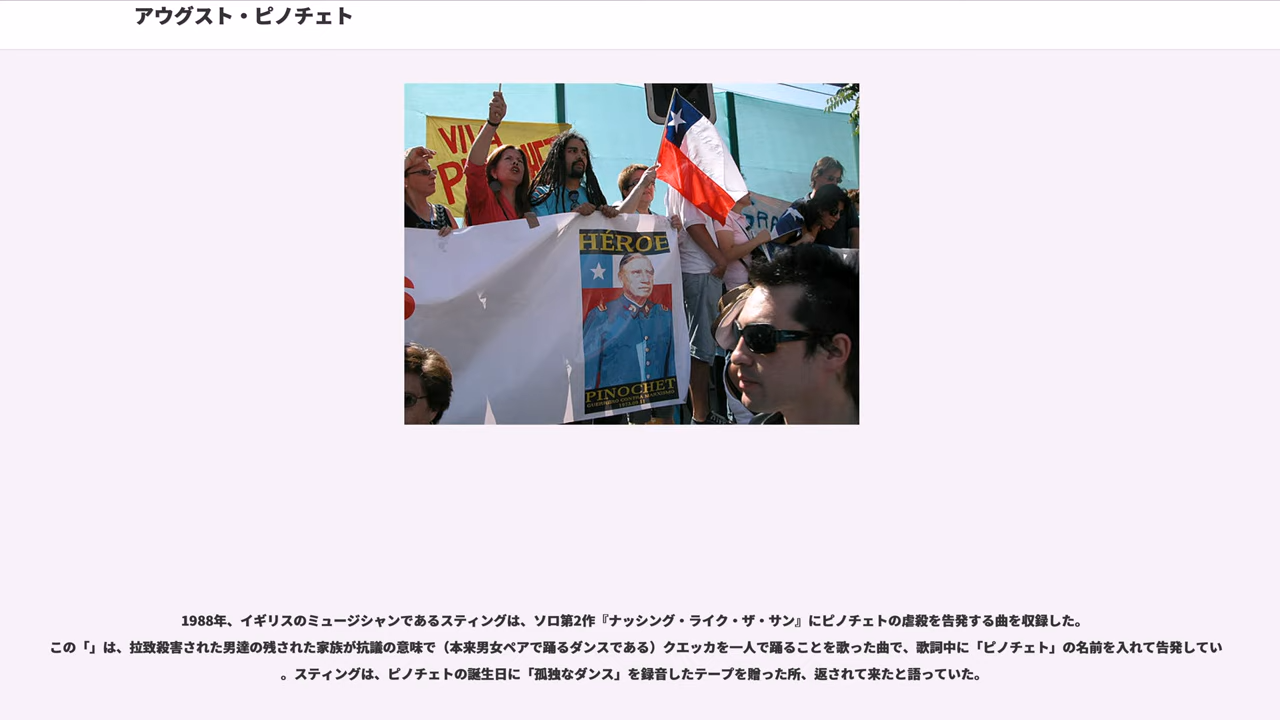 アウグスト・ピノチェト
VIVA
HÉROE
PINOCHET
1988年、イギリスのミュージシャンであるスティングは、ソロ第2作『ナッシング・ライク・ザ・サン』にピノチェトの虐殺を告発する曲を収録した。
この「」は、拉致殺害された男達の残された家族が抗議の意味で（本来男女ペアで踊るダンスである）クエッカを一人で踊ることを歌った曲で、歌詞中に「ピノチェト」の名前を入れて告発してい
。スティングは、ピノチェトの誕生日に「孤独なダンス」を録音したテープを贈った所、返されて来たと語っていた。